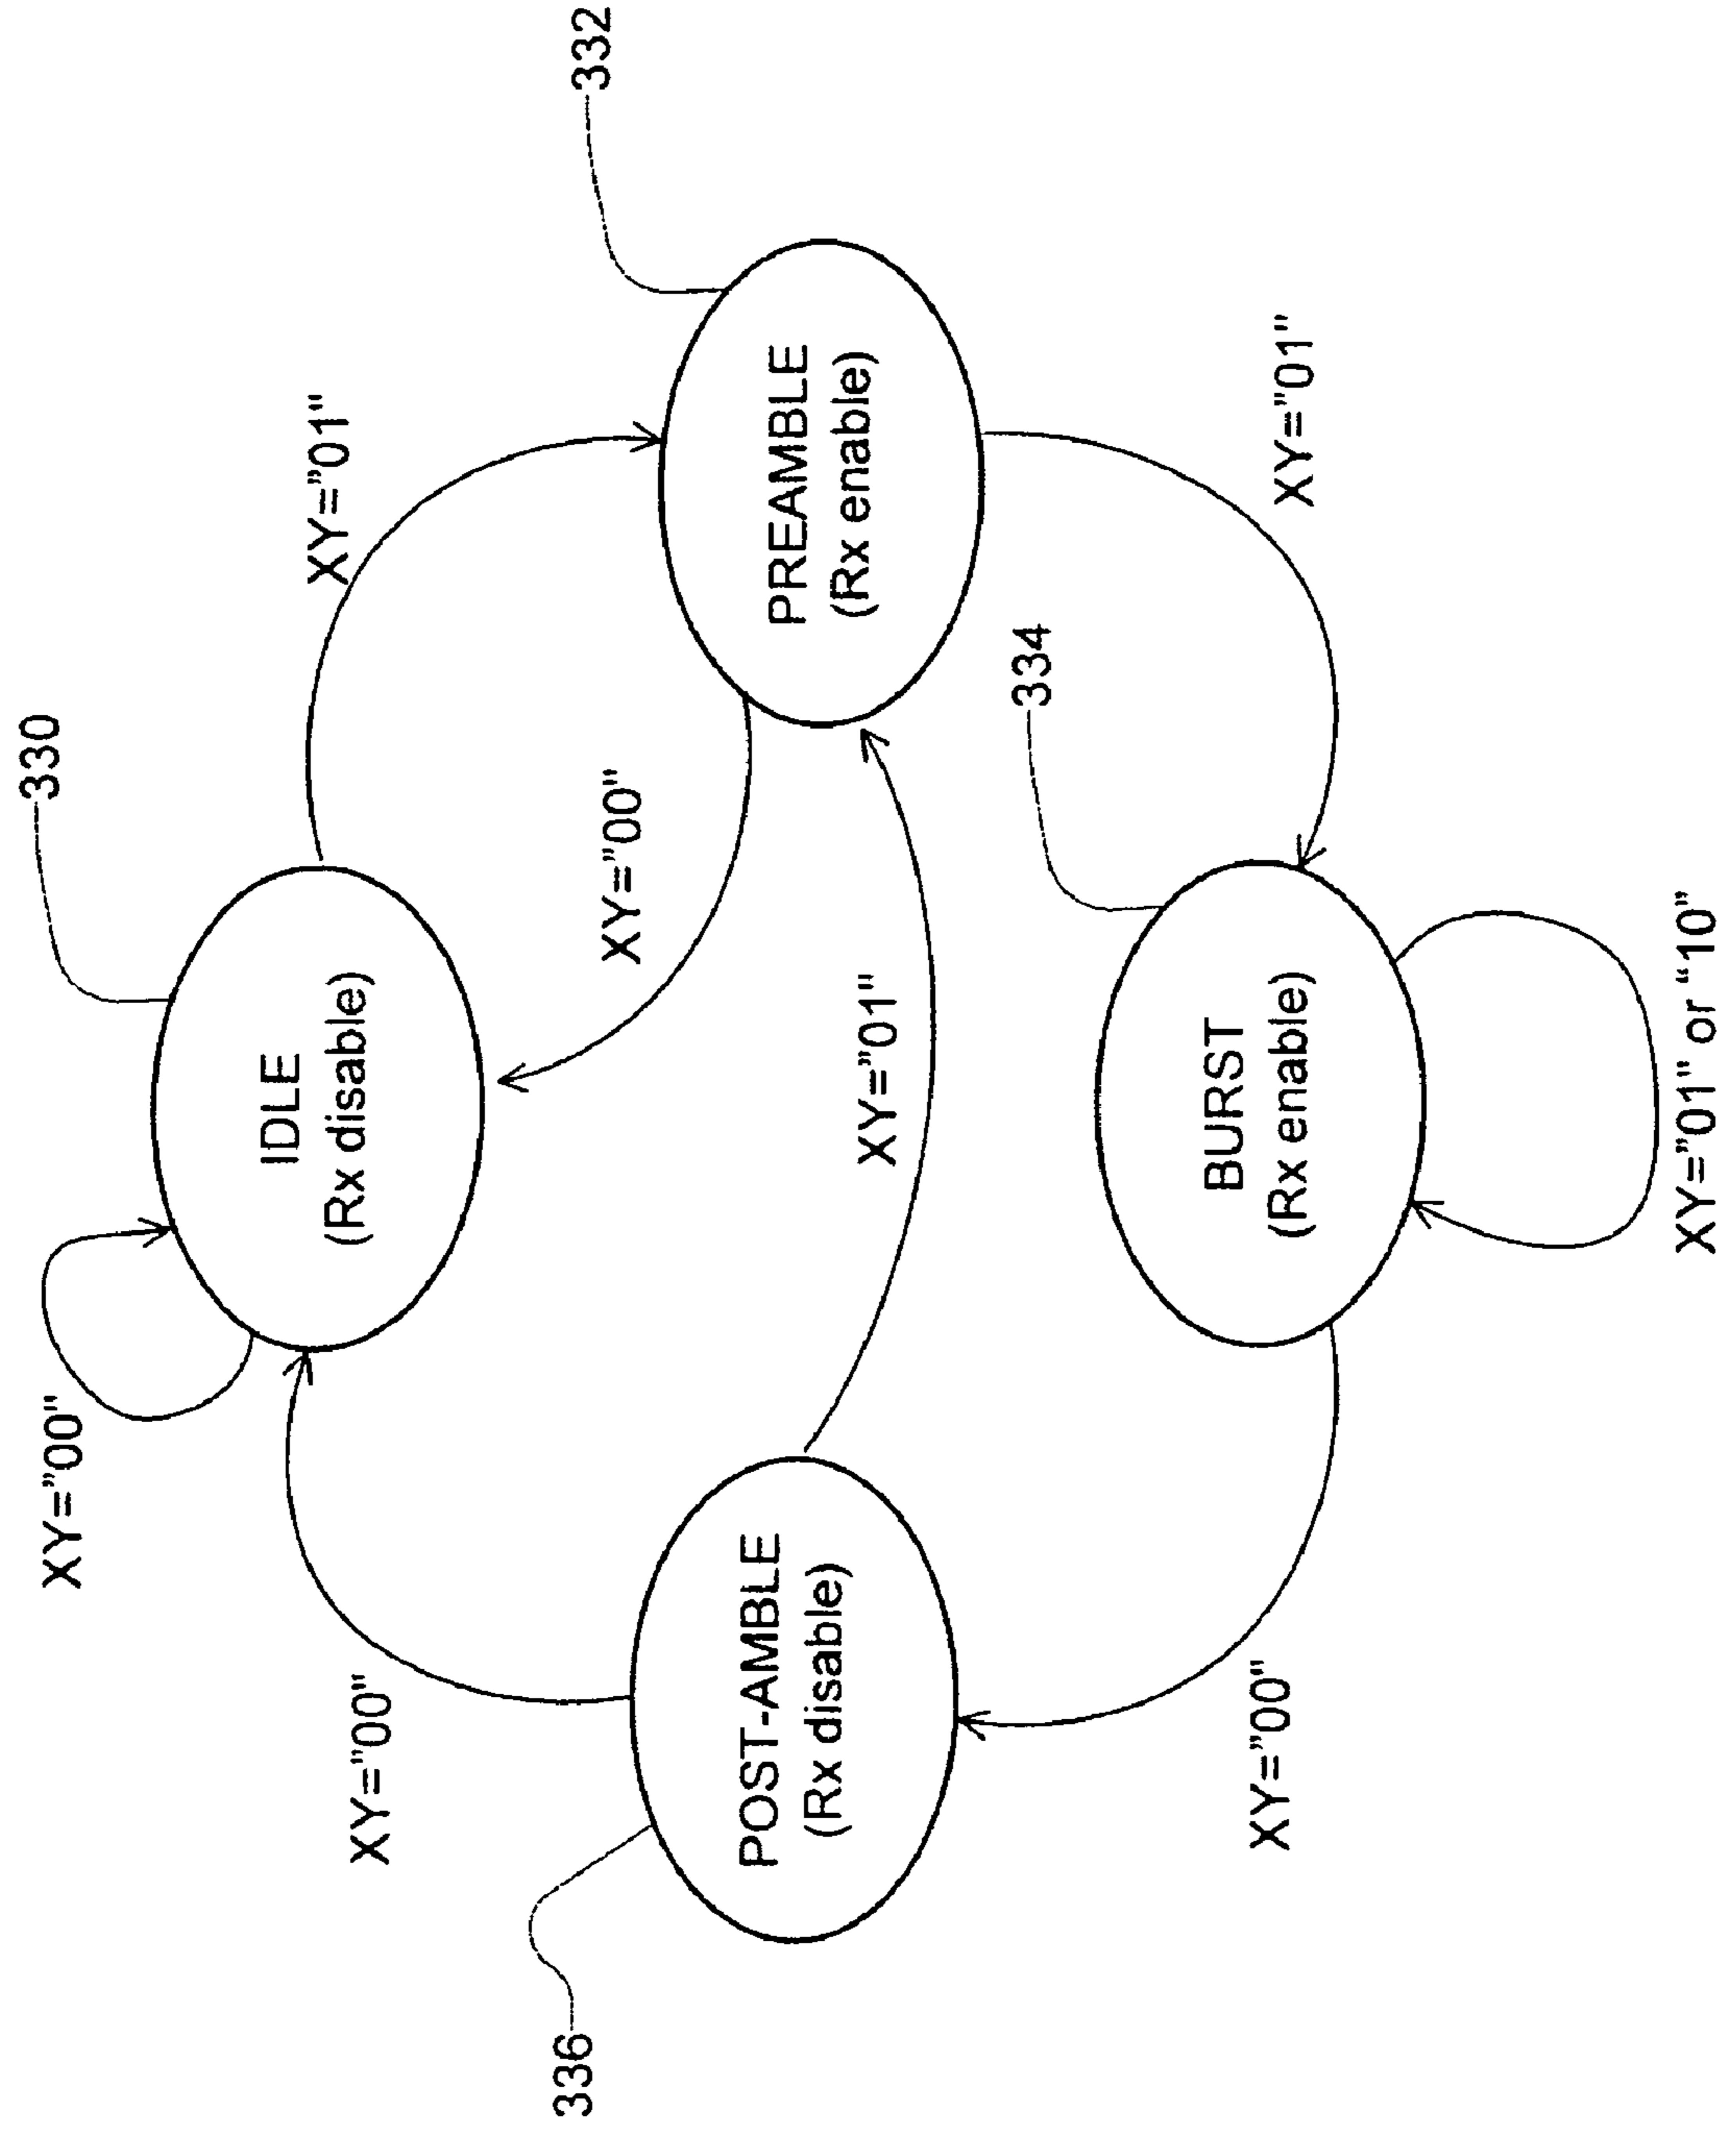 XY="00"
330
IDLE
(Rx disable)
XY="01"
XY="00"
336
332
XY="00"
POST-AMBLE
(Rx disable)
PREAMBLE
(Rx enable)
XY="01"
334
BURST
(Rx enable)
XY="00"
XY="01"
XY="01" or "10"